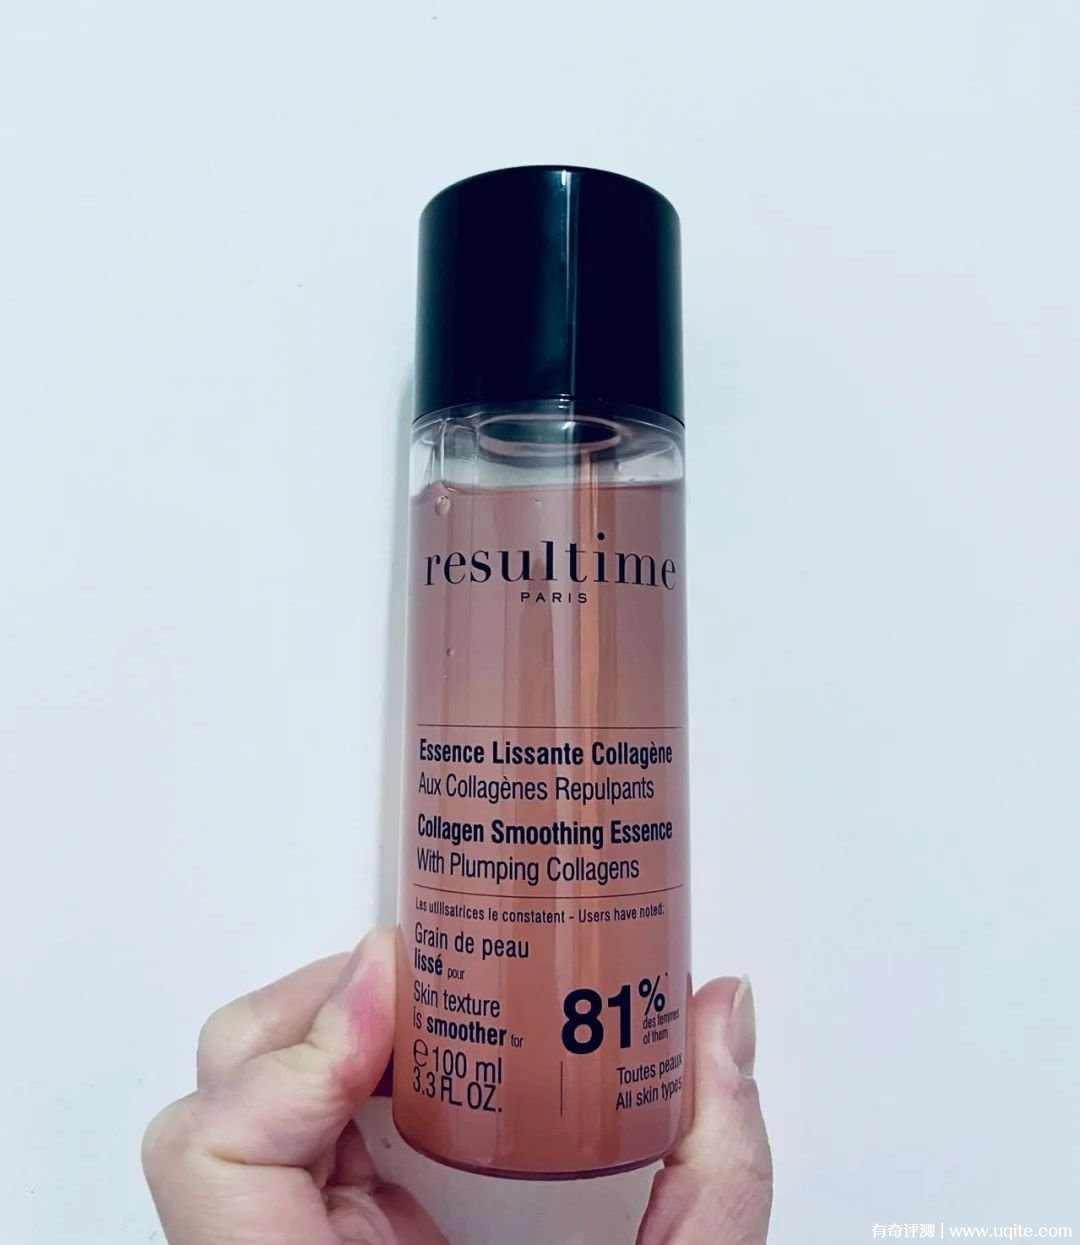 resultime
PARIS
Essence Lissante Collagène
Aux Collagènes Repulpants
Collagen Smoothing Essence
With Plumping Collagens
Les utilisatrices le constatent - Users have noted:
Grain de peau
lissé pour
Skin texture
is smoother for
81%*
des femmes
of them
℮100 ml
3.3 FL. OZ.
Toutes peaux
All skin types
有奇评测 | www.uqite.com